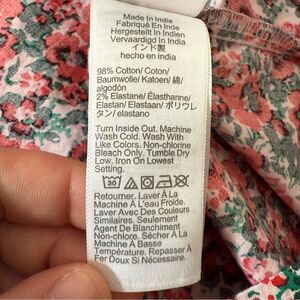 Made In India
Fabriqué En Inde
Hergestellt In Indien
Vervaardigd In India
インド製
hecho en india
98% Cotton/ Coton/
Baumwolle/ Katoen/ 綿/
algodón
2% Elastane/ Élasthanne/
Elastan/ Elastaan/ ポリウレ
タン/ elastano
Turn Inside Out. Machine
Wash Cold. Wash With
Like Colors. Non-chlorine
Bleach Only. Tumble Dry
Low. Iron On Lowest
Setting.
30
Retourner. Laver À La
Machine À L'eau Froide.
Laver Avec Des Couleurs
Similaires. Seulement
Agent De Blanchiment
Non-chlore. Sécher À La
Machine À Basse
Température. Repasser À
Fer Doux Si Nécessaire.